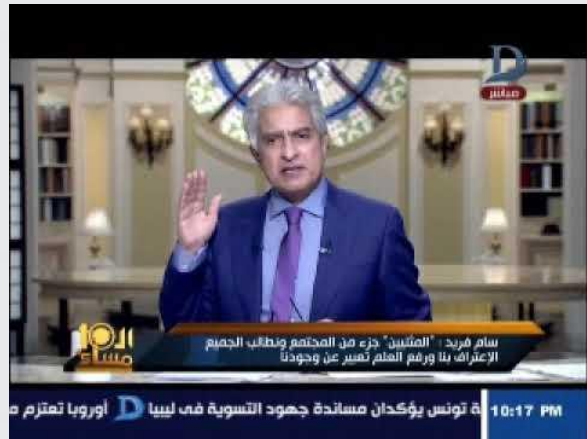 D
مباشر
العاشرة
مساء
سام فريد : "المثليين" جزء من المجتمع ونطالب الجميع
الإعتراف بنا ورفع العلم تعبير عن وجودنا
ة تونس يؤكدان مساندة جهود التسوية فى ليبيا D أوروبا تعتزم م
10:17 PM